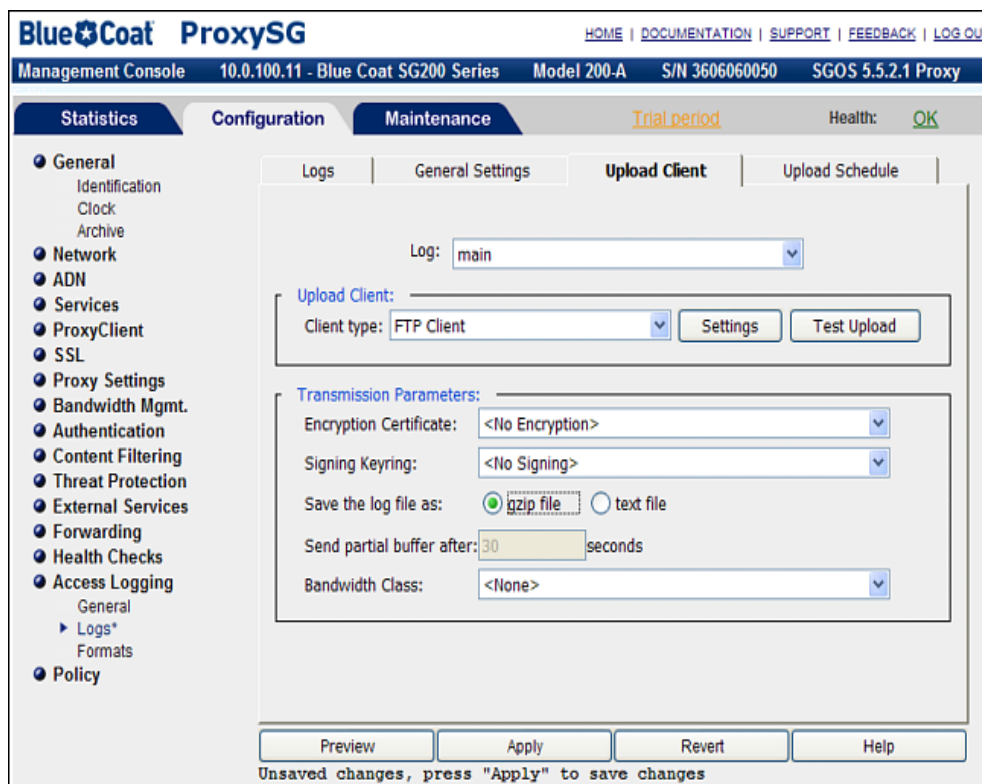 Blue Coat ProxySG
HOME | DOCUMENTATION | SUPPORT | FEEDBACK | LOG OU
Management Console 10.0.100.11 - Blue Coat SG200 Series Model 200-A S/N 3606060050 SGOS 5.5.2.1 Proxy
Statistics Configuration Maintenance Trial period Health: OK
General
Identification
Clock
Archive
Network
ADN
Services
ProxyClient
SSL
Proxy Settings
Bandwidth Mgmt.
Authentication
Content Filtering
Threat Protection
External Services
Forwarding
Health Checks
Access Logging
General
Logs*
Formats
Policy
Logs General Settings Upload Client Upload Schedule
Log: main
Upload Client:
Client type: FTP Client Settings Test Upload
Transmission Parameters:
Encryption Certificate: <No Encryption>
Signing Keyring: <No Signing>
Save the log file as: gzip file text file
Send partial buffer after: 30 seconds
Bandwidth Class: <None>
Preview Apply Revert Help
Unsaved changes, press "Apply" to save changes